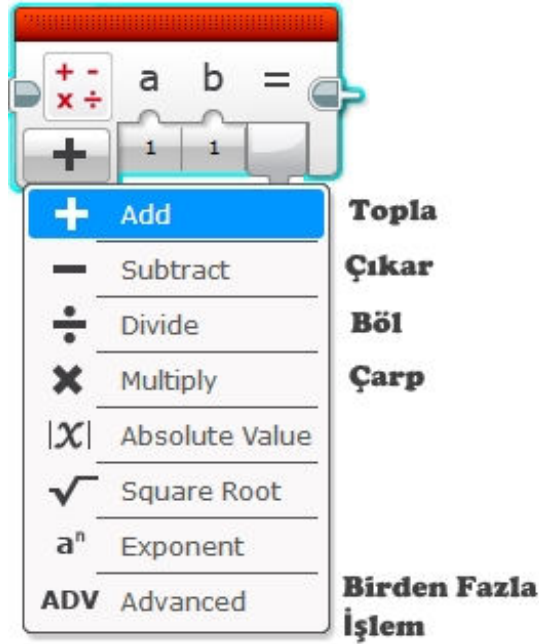 + - × ÷ a b =
+ 1 1
+ Add Topla
− Subtract Çıkar
÷ Divide Böl
× Multiply Çarp
|x| Absolute Value
√ Square Root
aⁿ Exponent
ADV Advanced Birden Fazla
İşlem